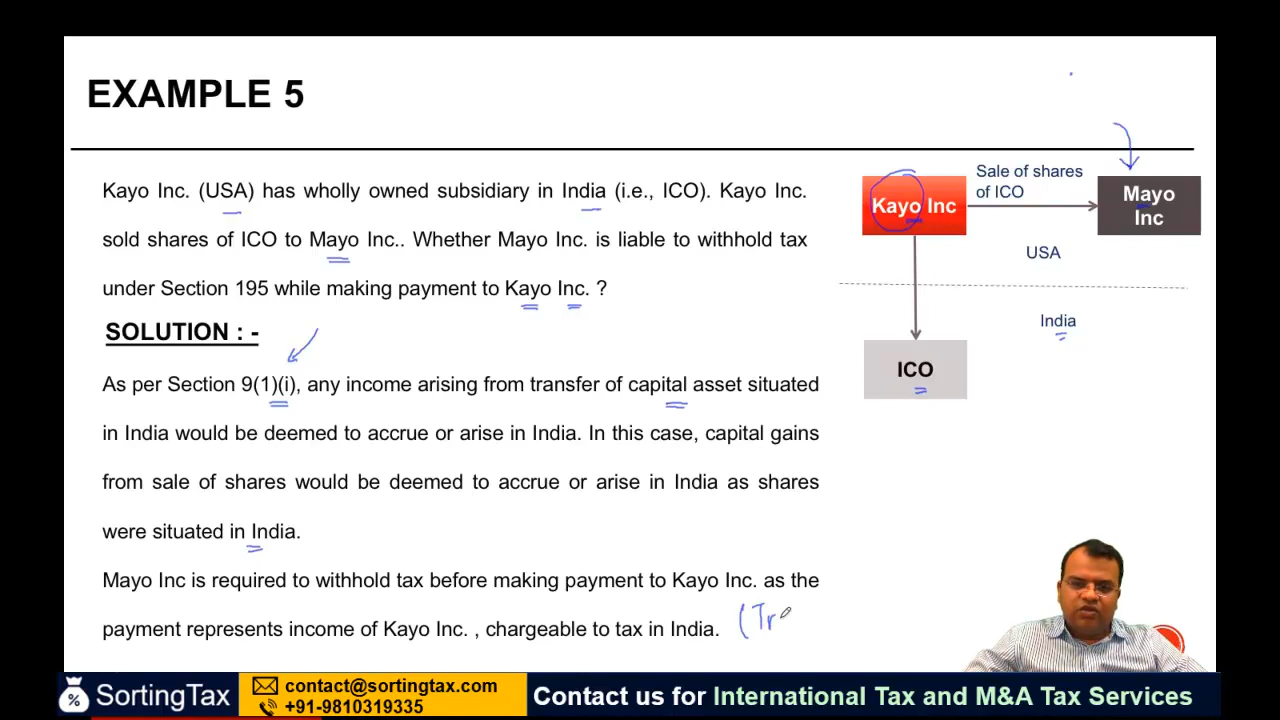 EXAMPLE 5
Kayo Inc. (USA) has wholly owned subsidiary in India (i.e., ICO). Kayo Inc.
sold shares of ICO to Mayo Inc.. Whether Mayo Inc. is liable to withhold tax
under Section 195 while making payment to Kayo Inc. ?
SOLUTION : -
As per Section 9(1)(i), any income arising from transfer of capital asset situated
in India would be deemed to accrue or arise in India. In this case, capital gains
from sale of shares would be deemed to accrue or arise in India as shares
were situated in India.
Mayo Inc is required to withhold tax before making payment to Kayo Inc. as the
payment represents income of Kayo Inc. , chargeable to tax in India.
(Tr
Sale of shares
of ICO
Kayo Inc
Mayo
Inc
USA
India
ICO
%
SortingTax
contact@sortingtax.com
+91-9810319335
Contact us for International Tax and M&A Tax Services